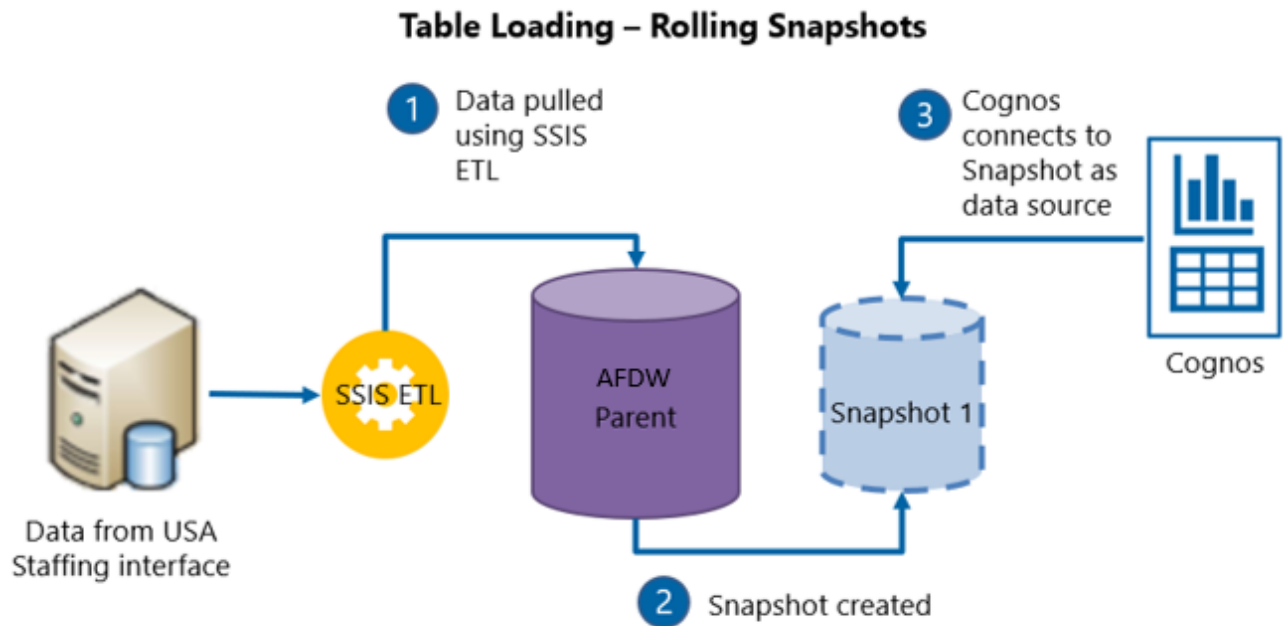 Table Loading – Rolling Snapshots
1
Data pulled
using SSIS
ETL
3
Cognos
connects to
Snapshot as
data source
Cognos
SSIS ETL
AFDW
Parent
Snapshot 1
Data from USA
Staffing interface
2
Snapshot created